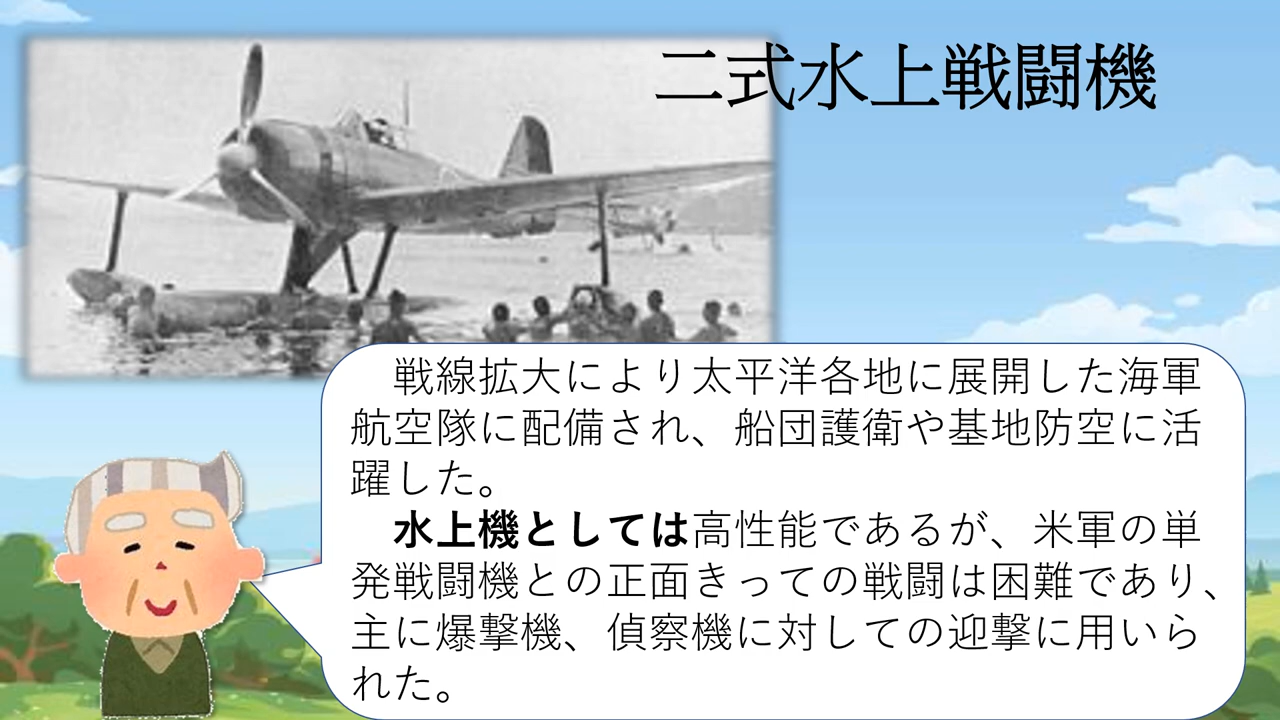 二式水上戦闘機
　戦線拡大により太平洋各地に展開した海軍
航空隊に配備され、船団護衛や基地防空に活
躍した。
　水上機としては高性能であるが、米軍の単
発戦闘機との正面きっての戦闘は困難であり、
主に爆撃機、偵察機に対しての迎撃に用いら
れた。